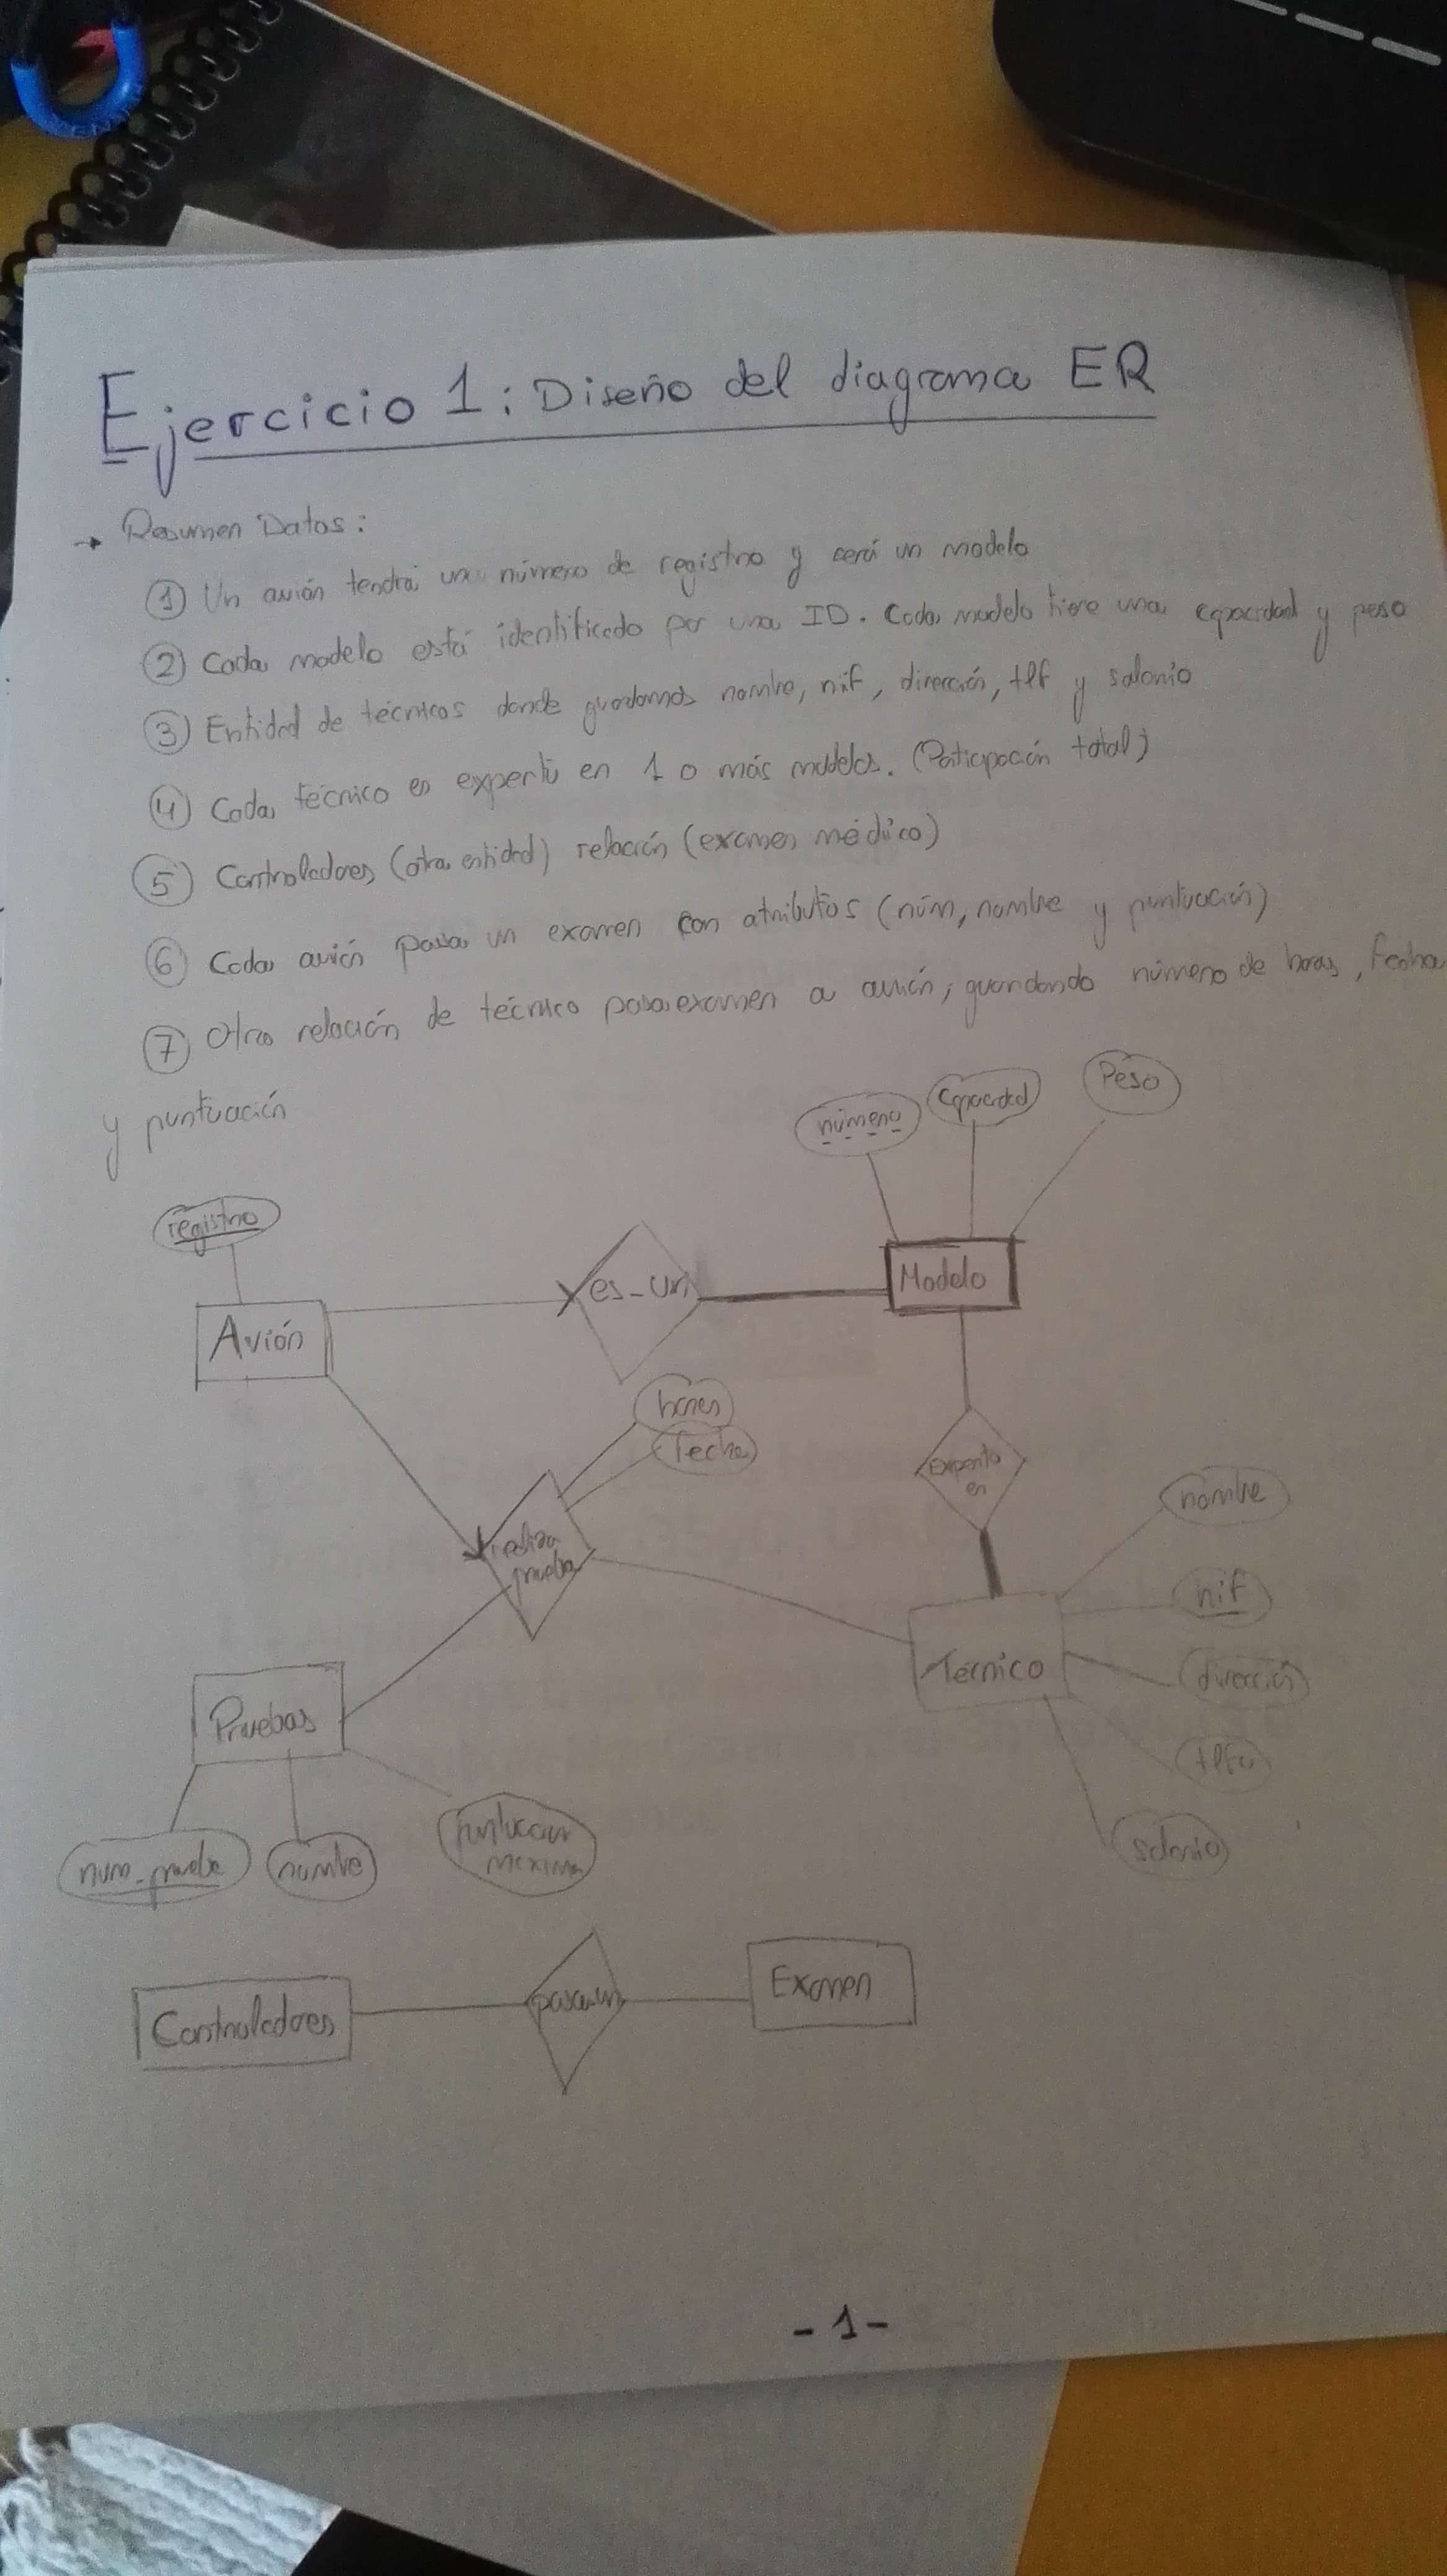 Ejercicio 1: Diseño del diagrama ER
→ Resumen Datos:
① Un avión tendrá un número de registro y será un modelo
② Cada modelo está identificado por una ID. Cada modelo tiene una capacidad y peso
③ Entidad de técnicos donde guardamos nombre, nif, dirección, tlf y salario
④ Cada técnico es experto en 1 o más modelos. (Participación total)
⑤ Controladores (otra entidad) relación (examen médico)
⑥ Cada avión pasa un examen con atributos (núm, nombre y puntuación)
⑦ Otra relación de técnico pasa examen a avión, guardando número de horas, fecha
y puntuación
número
capacidad
Peso
registro
Avión
es_un
Modelo
horas
fecha
experto
en
realiza
prueba
nombre
nif
dirección
tlfn
salario
Técnico
Pruebas
num_prueba
nombre
puntuación
máxima
Controladores
pasa un
Examen
- 1 -